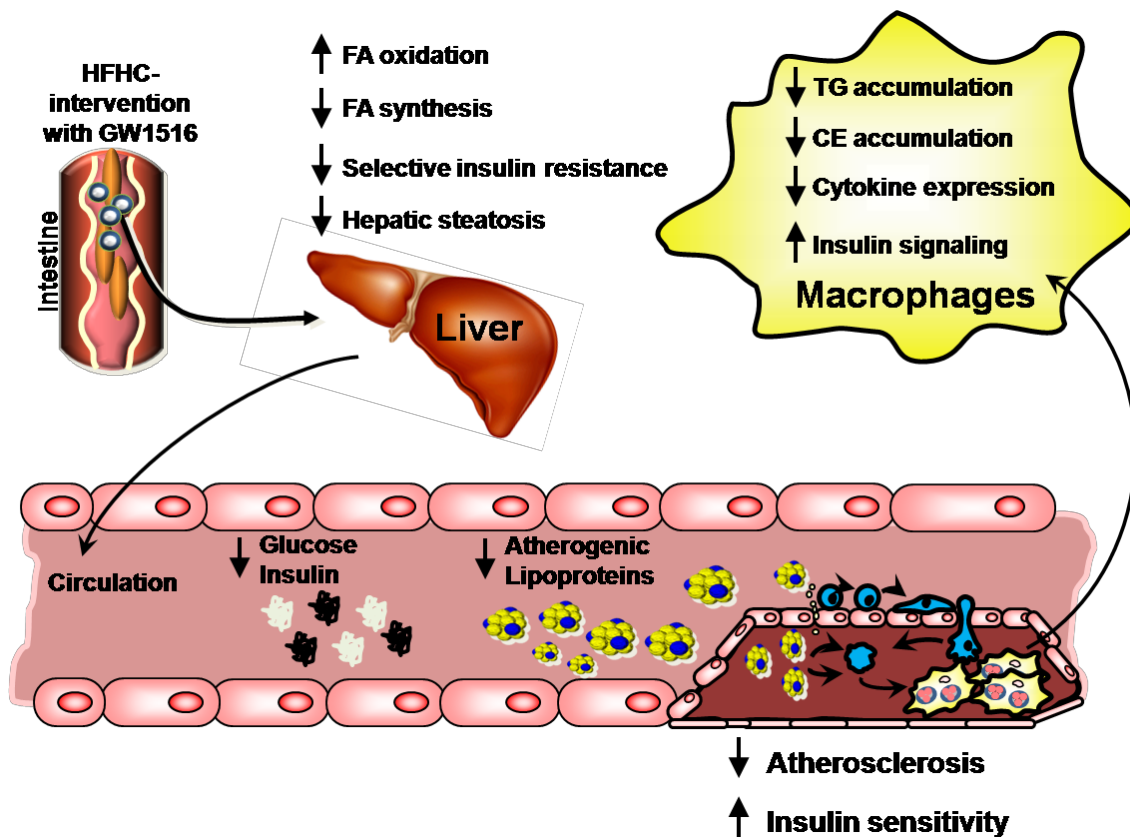 HFHC-
intervention
with GW1516
Intestine
↑ FA oxidation
↓ FA synthesis
↓ Selective insulin resistance
↓ Hepatic steatosis
Liver
↓ TG accumulation
↓ CE accumulation
↓ Cytokine expression
↑ Insulin signaling
Macrophages
Circulation
↓ Glucose
Insulin
↓ Atherogenic
Lipoproteins
↓ Atherosclerosis
↑ Insulin sensitivity